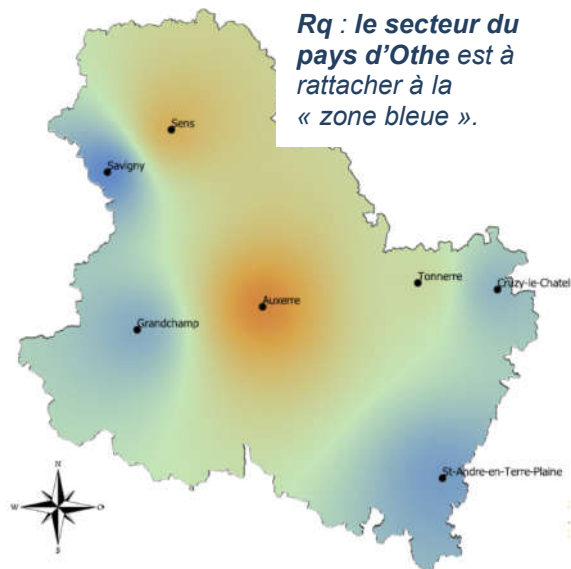 Rq : le secteur du
pays d’Othe est à
rattacher à la
« zone bleue ».
Sens
Savigny
Tonnerre
Cruzy-le-Chatel
Auxerre
Grandchamp
St-Andre-en-Terre-Plaine
N
W
O
S